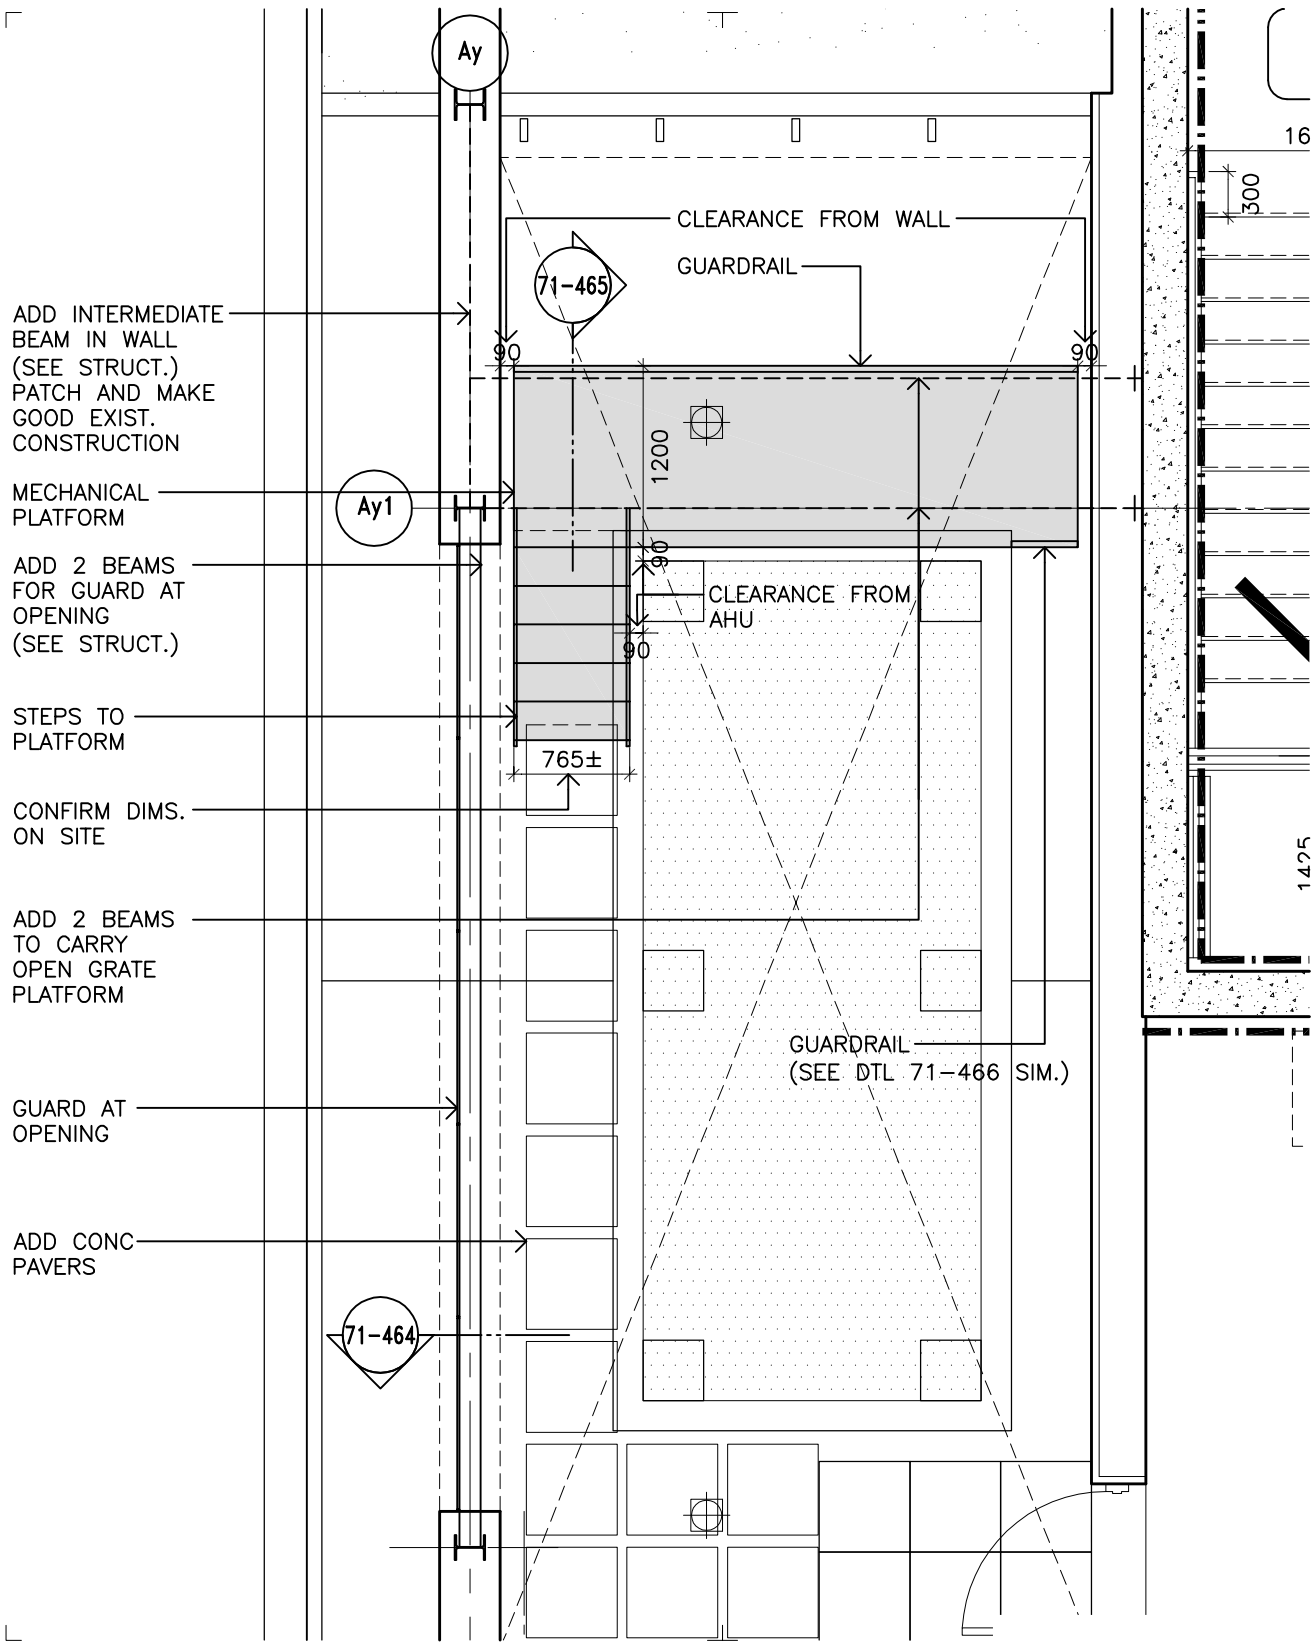 Ay
16
300
CLEARANCE FROM WALL
GUARDRAIL
71-465
ADD INTERMEDIATE
BEAM IN WALL
(SEE STRUCT.)
PATCH AND MAKE
GOOD EXIST.
CONSTRUCTION
90
90
1200
MECHANICAL
PLATFORM
Ay1
90
ADD 2 BEAMS
FOR GUARD AT
OPENING
(SEE STRUCT.)
CLEARANCE FROM
AHU
90
STEPS TO
PLATFORM
765±
CONFIRM DIMS.
ON SITE
1425
ADD 2 BEAMS
TO CARRY
OPEN GRATE
PLATFORM
GUARDRAIL
(SEE DTL 71-466 SIM.)
GUARD AT
OPENING
ADD CONC
PAVERS
71-464